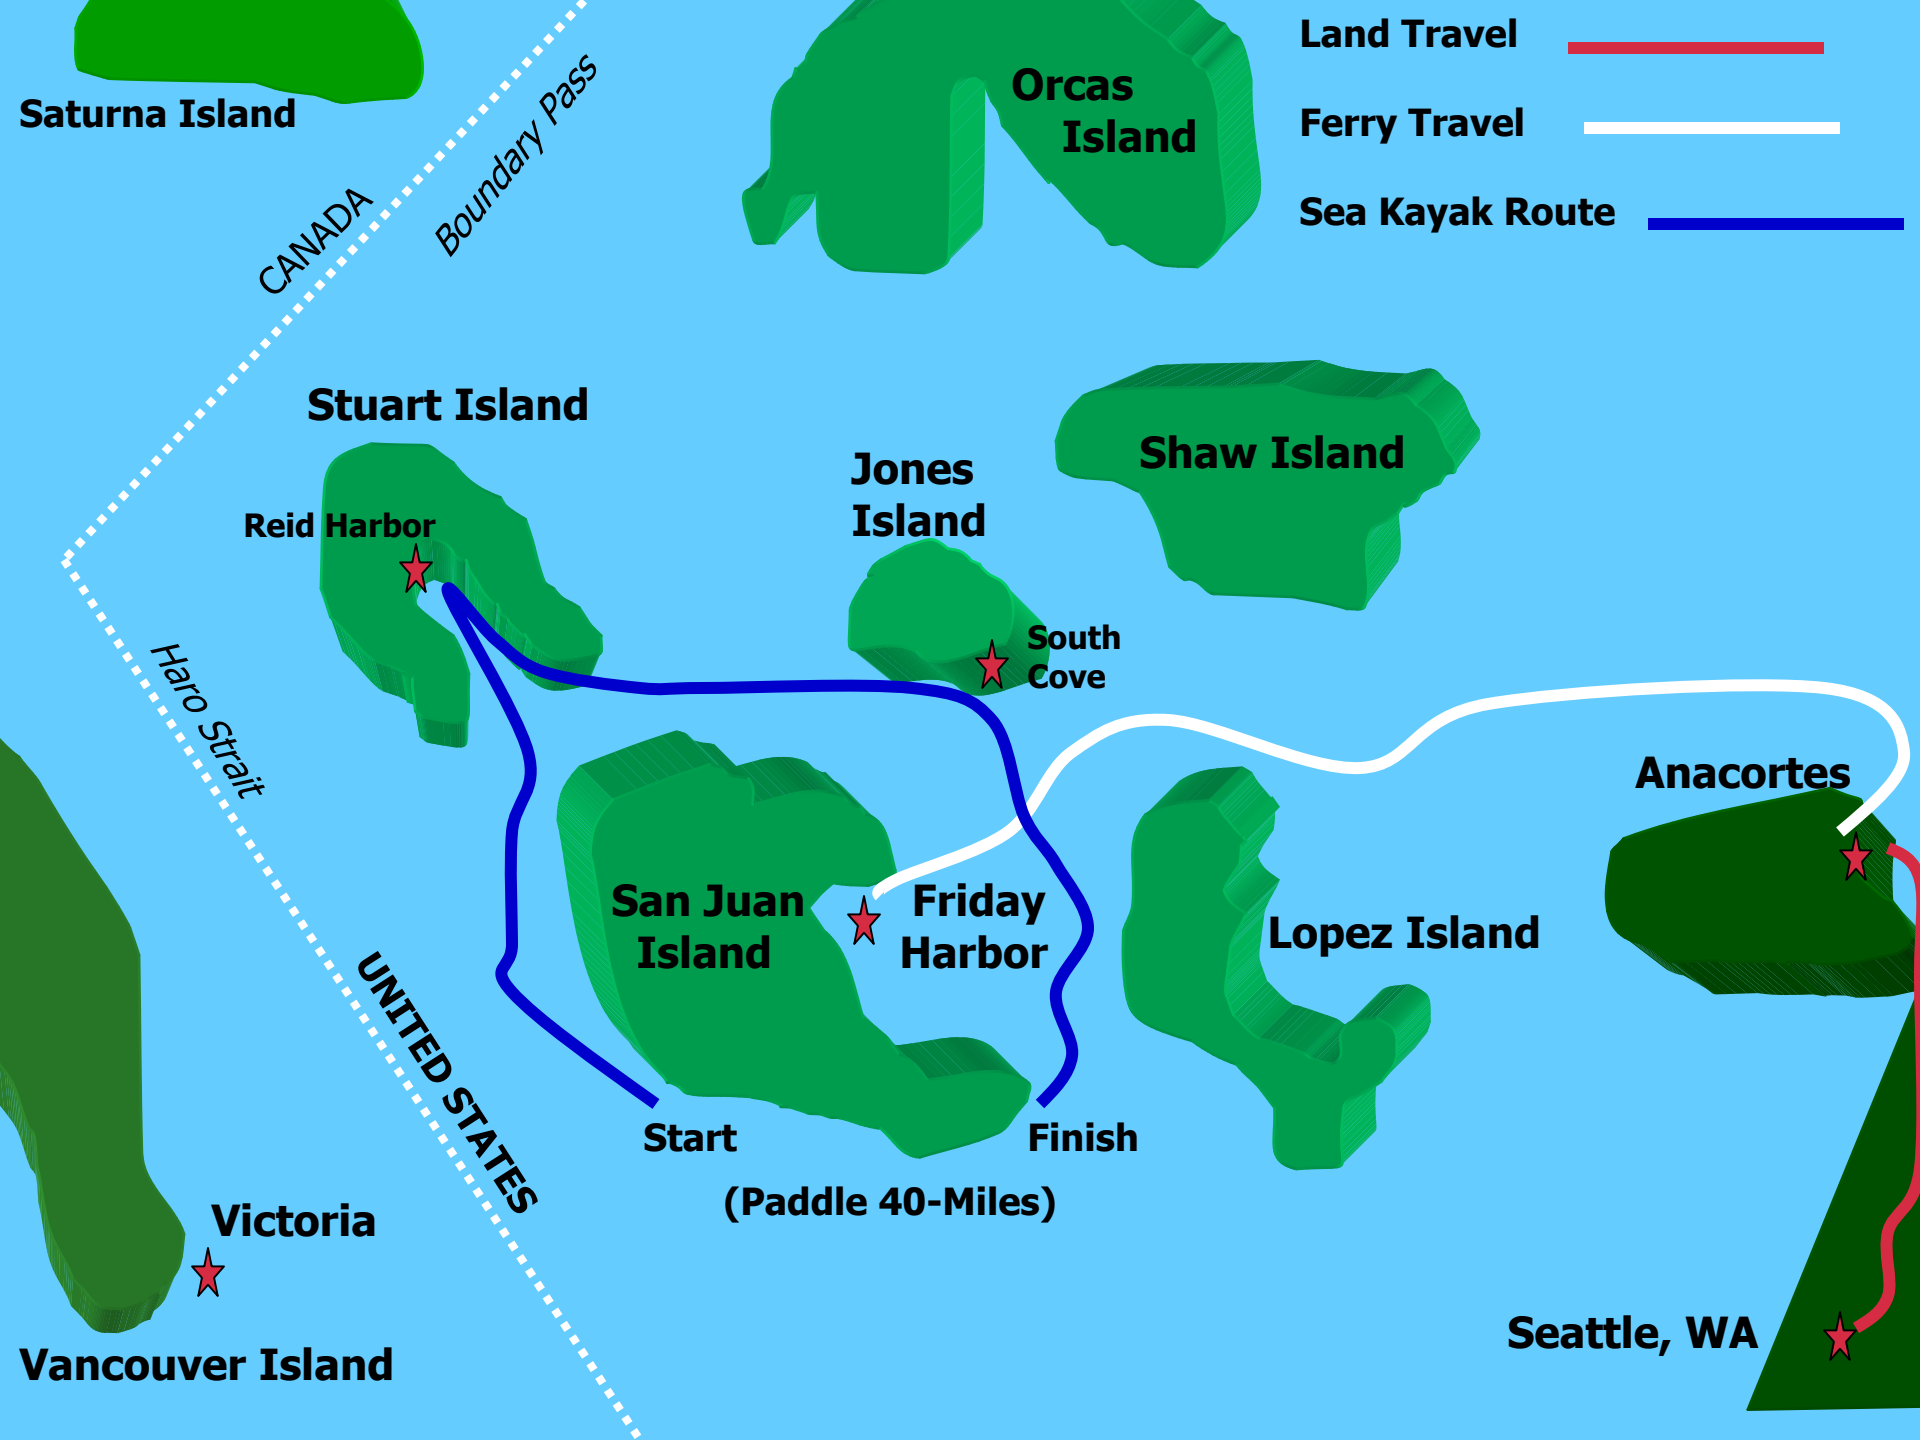 Land Travel
Ferry Travel
Sea Kayak Route
Orcas
Island
Saturna Island
Boundary Pass
CANADA
Stuart Island
Shaw Island
Jones
Island
Reid Harbor
South
Cove
Haro Strait
Anacortes
San Juan
Island
Friday
Harbor
Lopez Island
UNITED STATES
Start
Finish
(Paddle 40-Miles)
Victoria
Seattle, WA
Vancouver Island